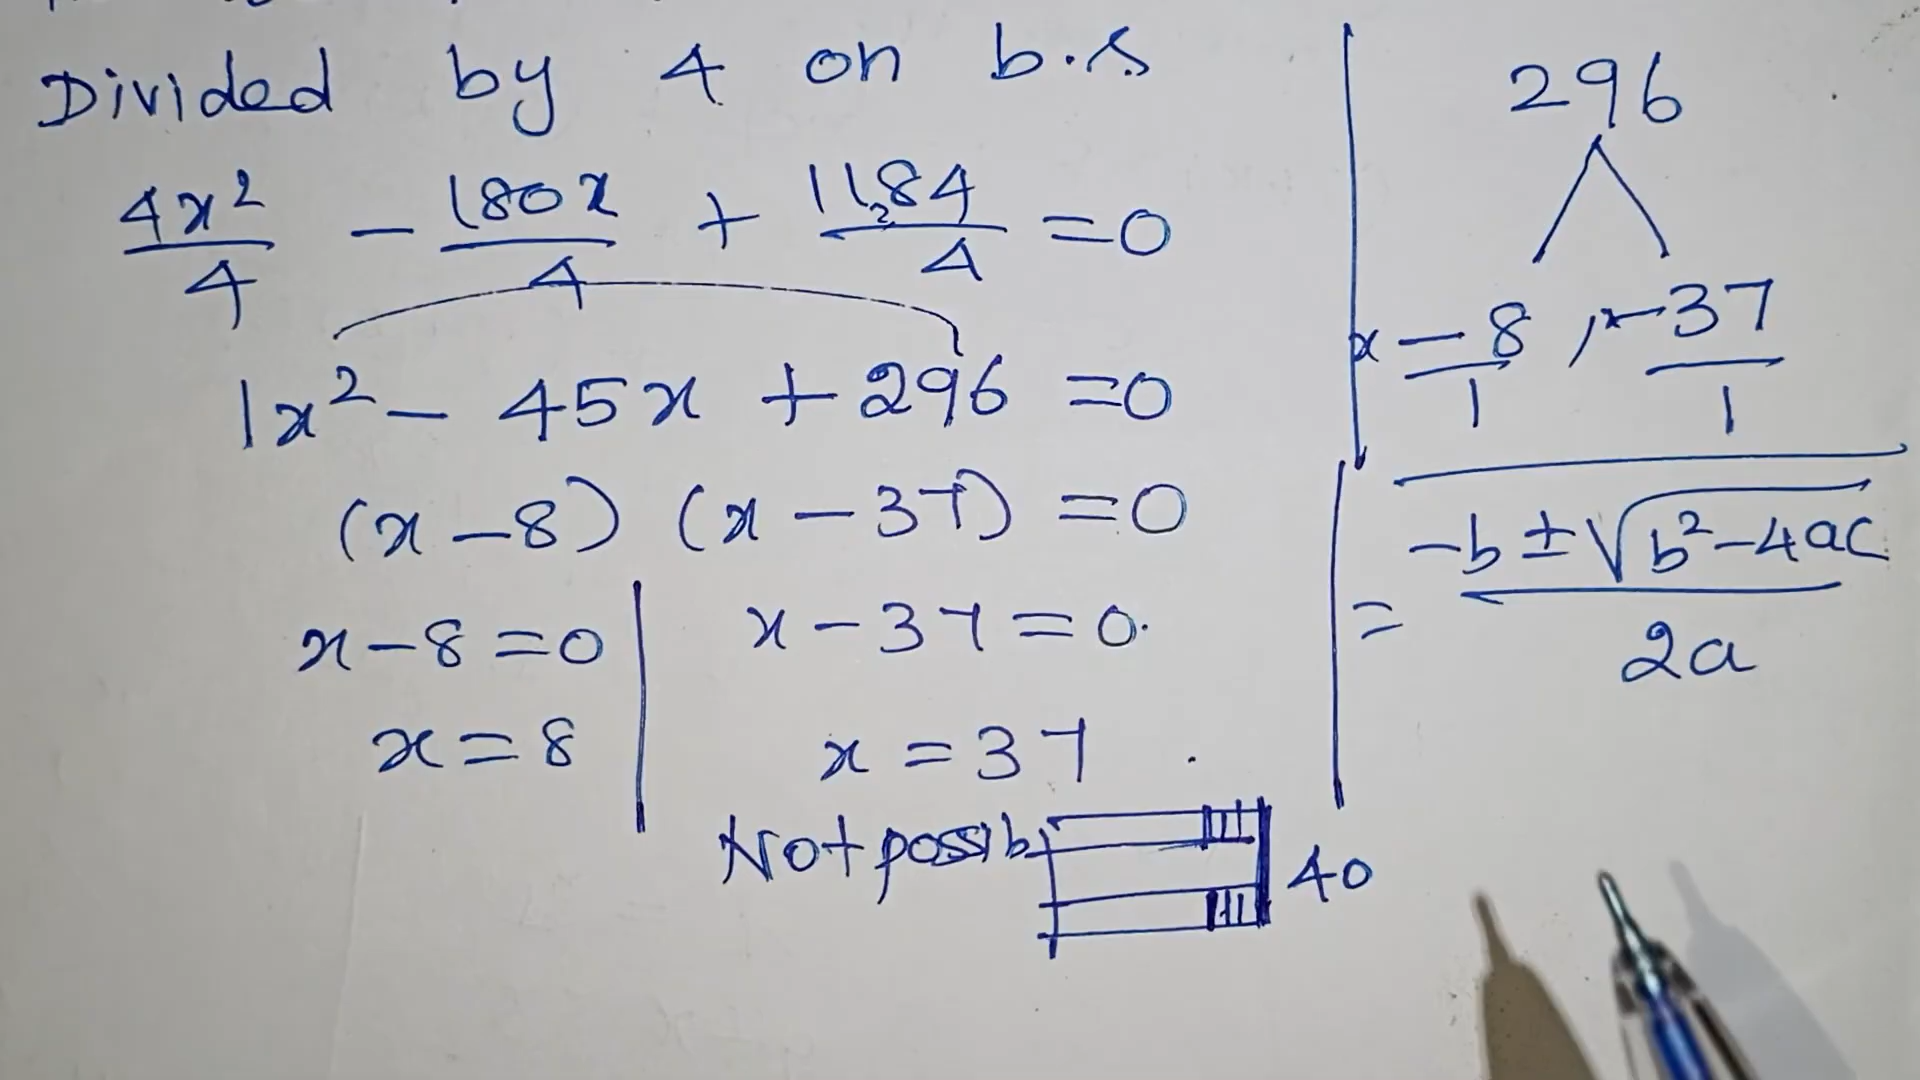 Divided by 4 on b.s
4x²/4 - 180x/4 + 1184/4 = 0
1x² - 45x + 296 = 0
(x - 8) (x - 37) = 0
x - 8 = 0
x = 8
x - 37 = 0.
x = 37
Not possib
40
296
x - 8/1 , x - 37/1
= -b ± √b² - 4ac / 2a